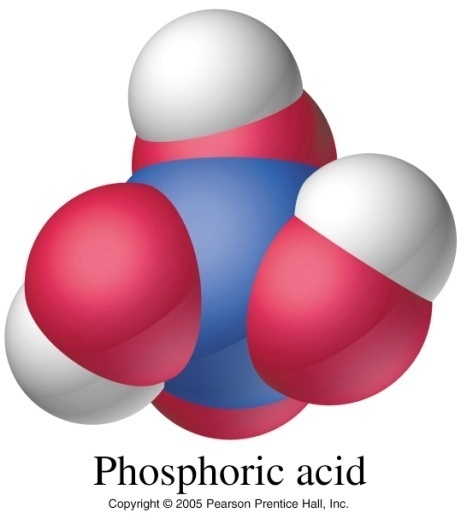 Phosphoric acid
Copyright © 2005 Pearson Prentice Hall, Inc.